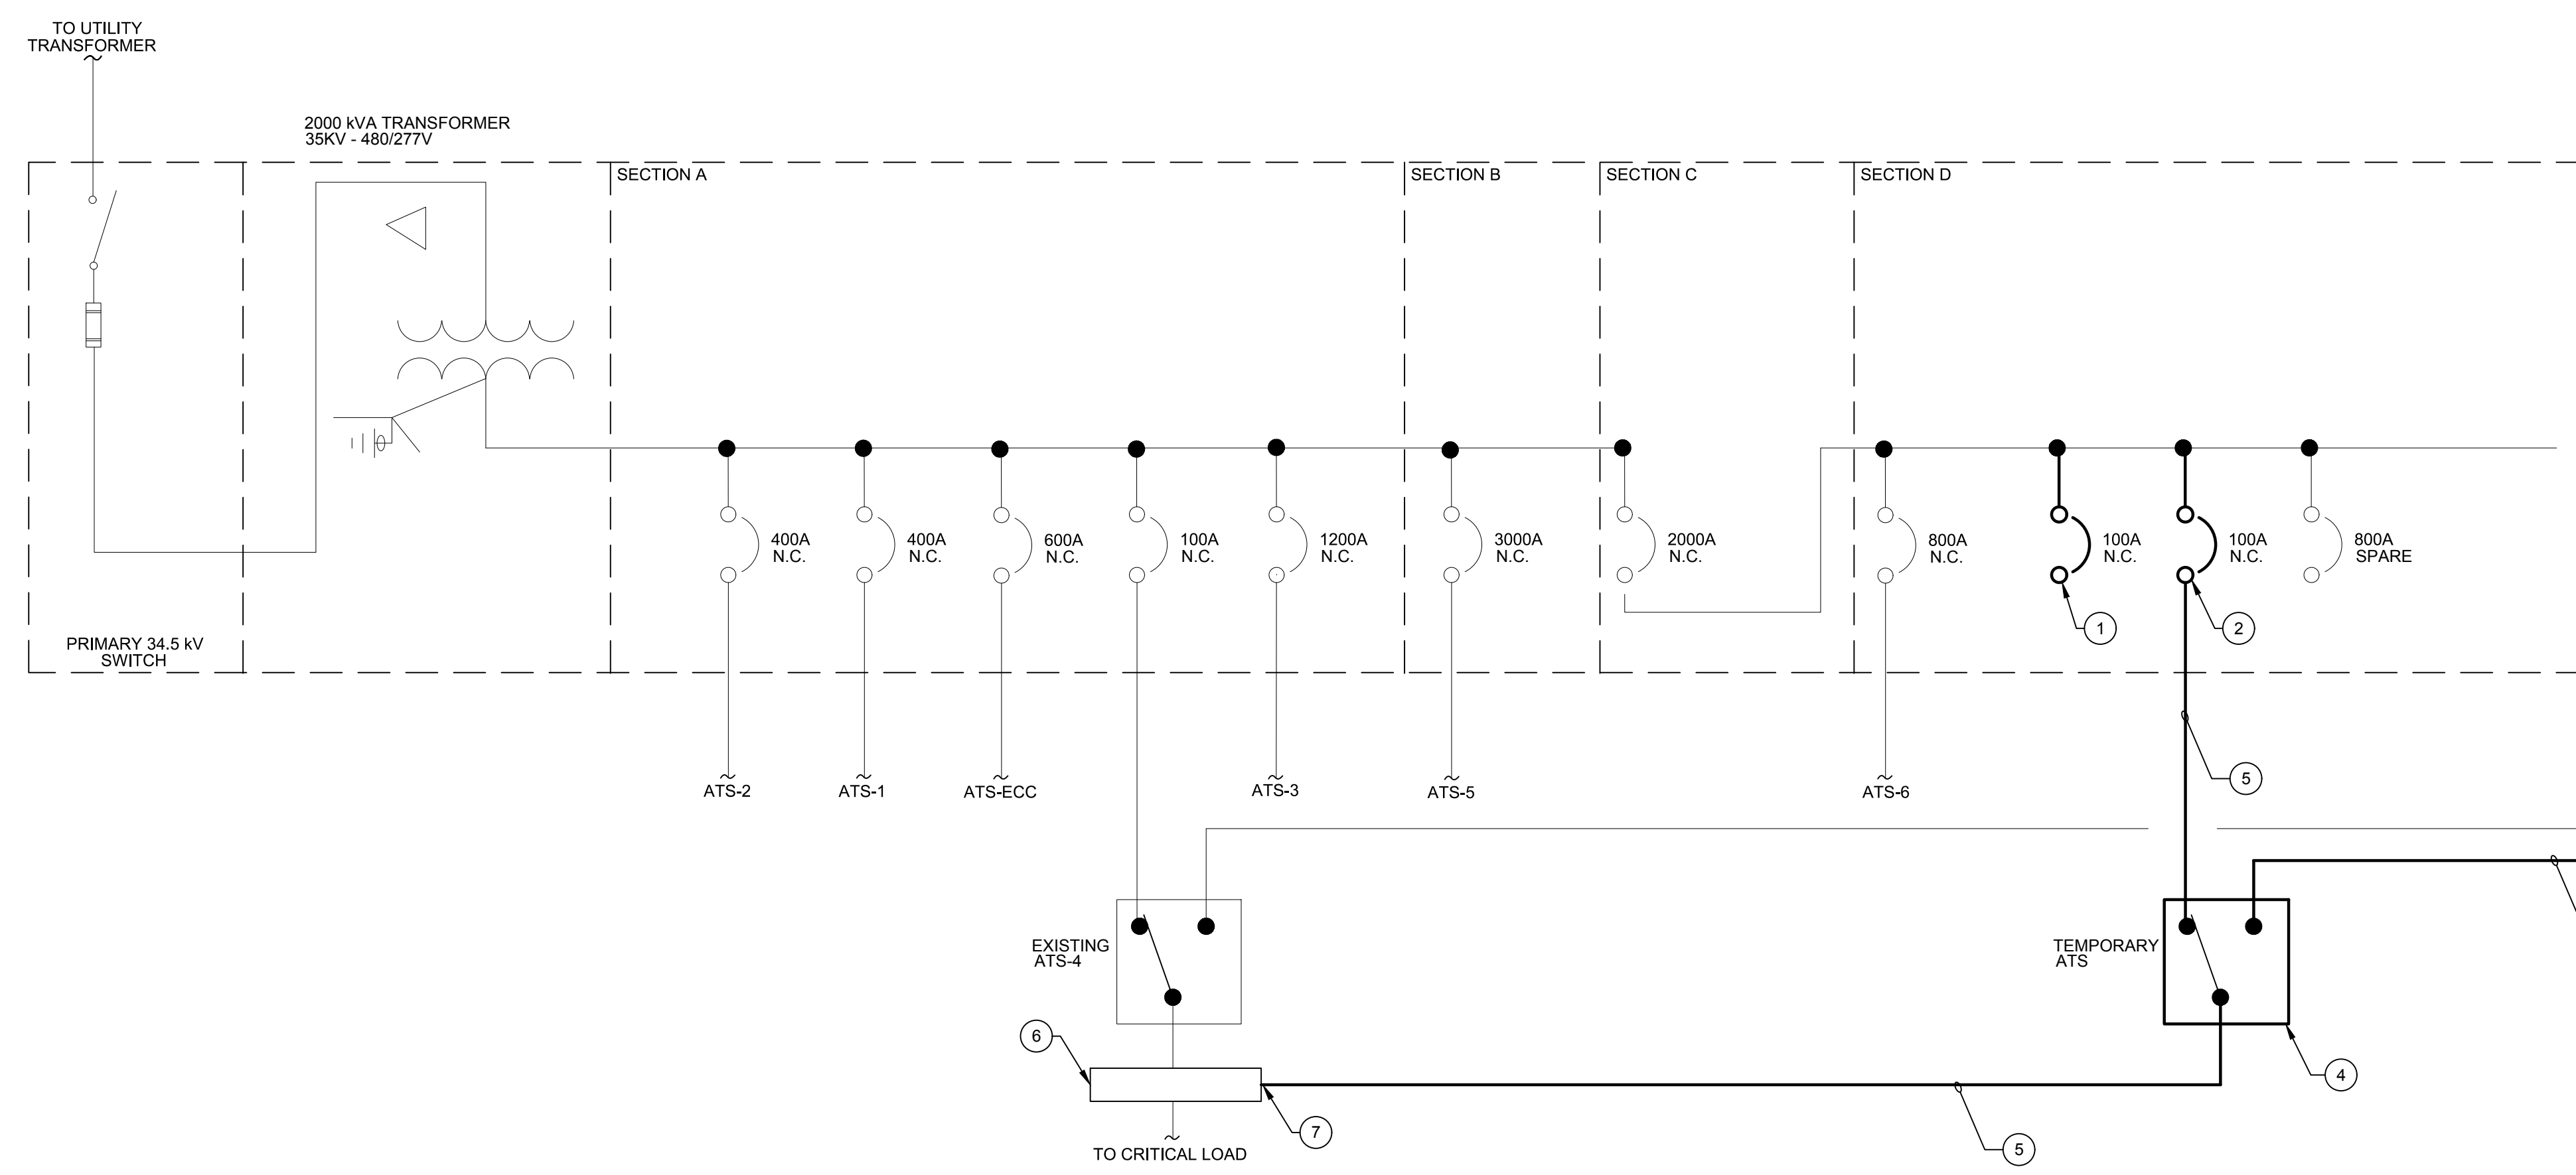 TO UTILITY
TRANSFORMER
2000 kVA TRANSFORMER
35KV - 480/277V
SECTION A
SECTION B
SECTION C
SECTION D
400A
N.C.
400A
N.C.
600A
N.C.
100A
N.C.
1200A
N.C.
3000A
N.C.
2000A
N.C.
800A
N.C.
100A
N.C.
100A
N.C.
800A
SPARE
1
2
PRIMARY 34.5 kV
SWITCH
ATS-2
ATS-1
ATS-ECC
ATS-3
ATS-5
ATS-6
5
EXISTING
ATS-4
TEMPORARY
ATS
6
4
7
5
TO CRITICAL LOAD